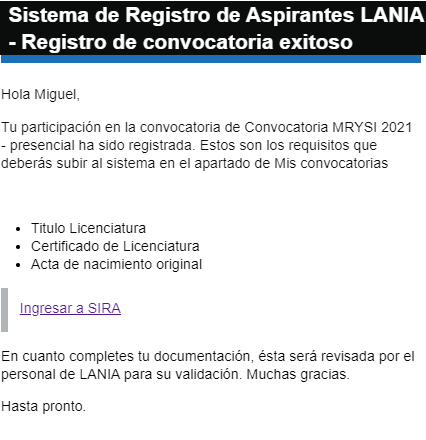 Sistema de Registro de Aspirantes LANIA
- Registro de convocatoria exitoso
Hola Miguel,
Tu participación en la convocatoria de Convocatoria MRYSI 2021
- presencial ha sido registrada. Estos son los requisitos que
deberás subir al sistema en el apartado de Mis convocatorias
• Titulo Licenciatura
• Certificado de Licenciatura
• Acta de nacimiento original
Ingresar a SIRA
En cuanto completes tu documentación, ésta será revisada por el
personal de LANIA para su validación. Muchas gracias.
Hasta pronto.